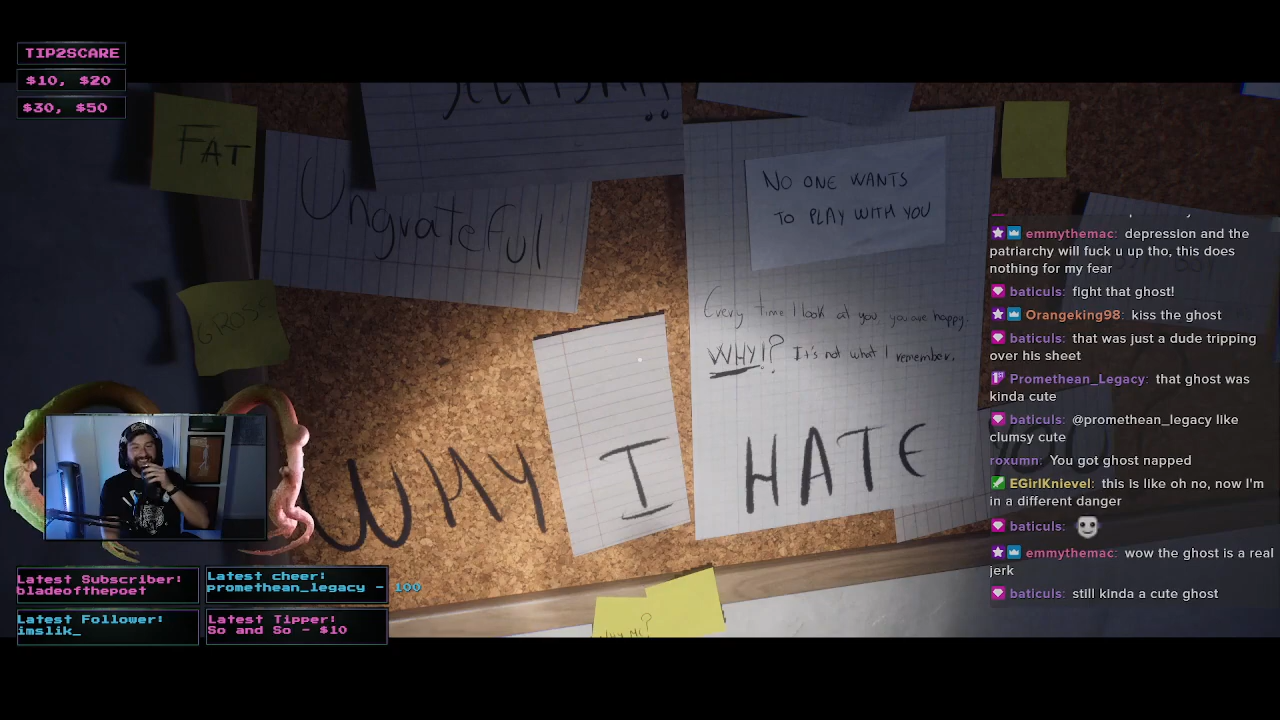 TIP2SCARE
$10, $20
$30, $50
FAT
Ungrateful
GROSS
NO ONE WANTS
TO PLAY WITH YOU
Every time I look at you, you are happy.
WHY!? It's not what I remember.
WHY I HATE
WHY ME?
emmythemac: depression and the
patriarchy will fuck u up tho, this does
nothing for my fear
baticuls: fIght that ghost!
Orangeking98: kiss the ghost
baticuls: that was just a dude tripping
over his sheet
Promethean_Legacy: that ghost was
kinda cute
baticuls: @promethean_legacy like
clumsy cute
roxumn: You got ghost napped
EGirlKnievel: this is lIke oh no, now I'm
in a different danger
baticuls:
emmythemac: wow the ghost is a real
jerk
baticuls: still kinda a cute ghost
Latest Subscriber:
bladeofthepoet
Latest cheer:
promethean_legacy - 100
Latest Follower:
imslik_
Latest Tipper:
So and So - $10